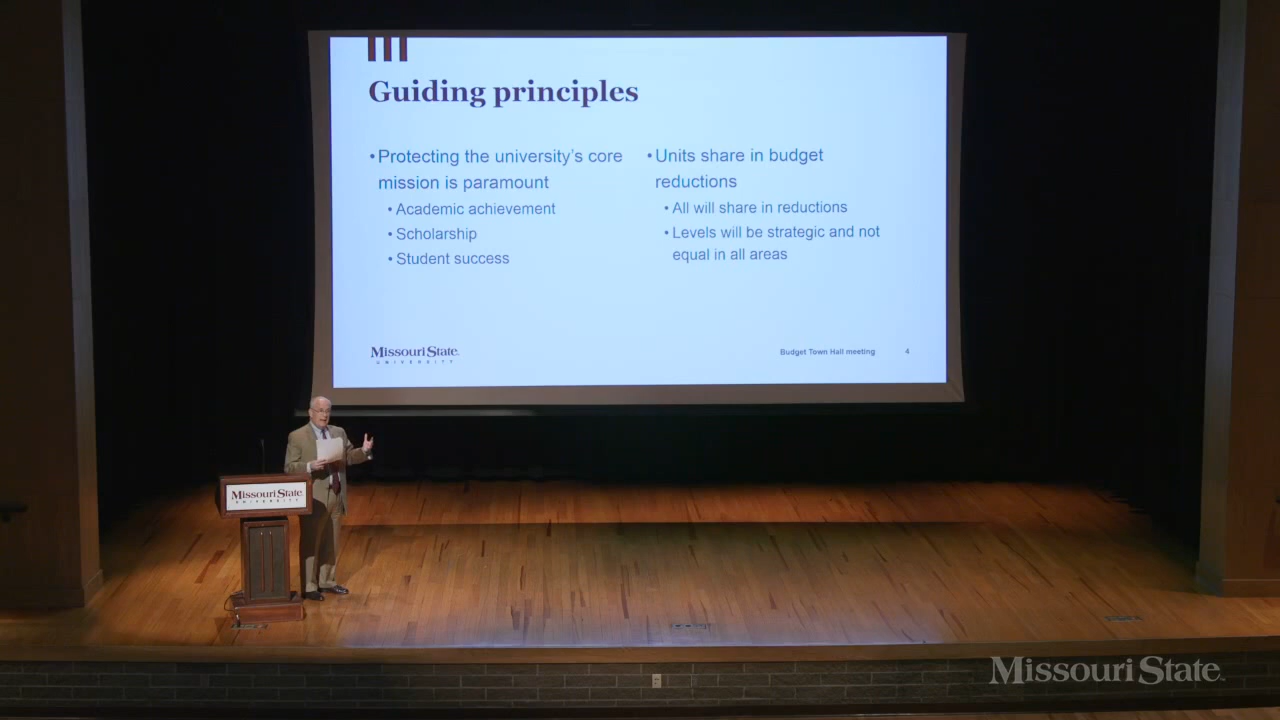 Guiding principles
•Protecting the university's core
mission is paramount
• Academic achievement
• Scholarship
• Student success
• Units share in budget
reductions
• All will share in reductions
• Levels will be strategic and not
equal in all areas
Missouri State.
UNIVERSITY
Budget Town Hall meeting 4
Missouri State.
UNIVERSITY
Missouri State.